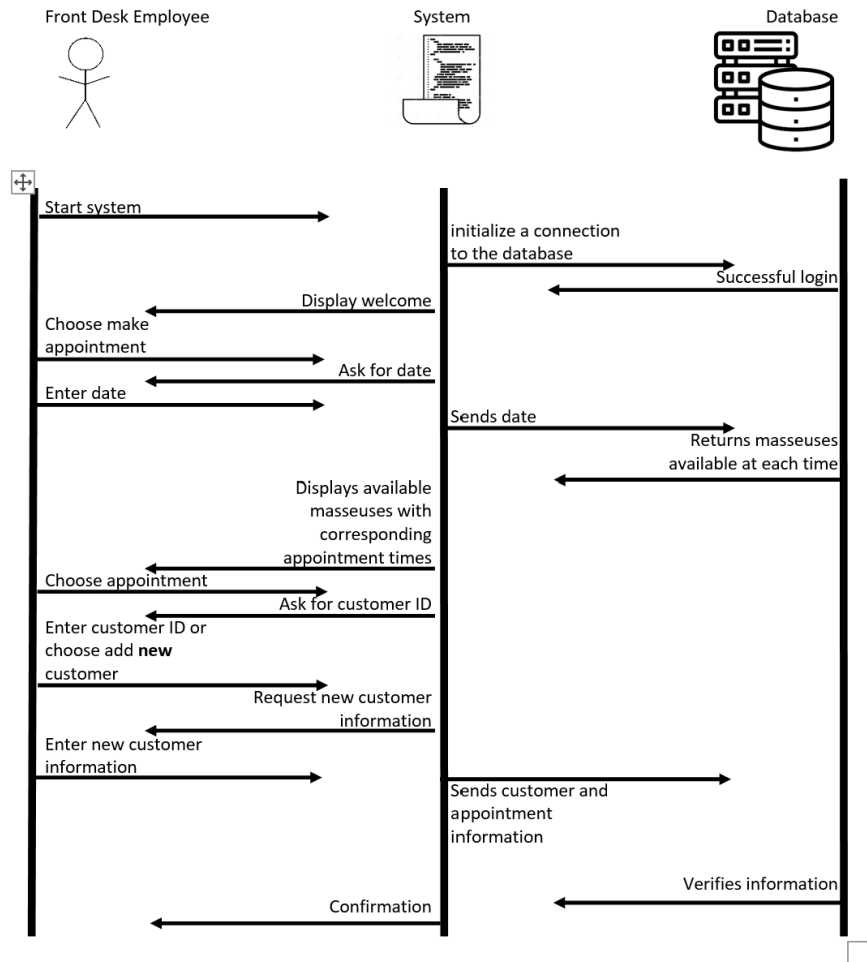 Front Desk Employee
System
Database
Start system
initialize a connection
to the database
Successful login
Display welcome
Choose make
appointment
Ask for date
Enter date
Sends date
Returns masseuses
available at each time
Displays available
masseuses with
corresponding
appointment times
Choose appointment
Ask for customer ID
Enter customer ID or
choose add new
customer
Request new customer
information
Enter new customer
information
Sends customer and
appointment
information
Verifies information
Confirmation